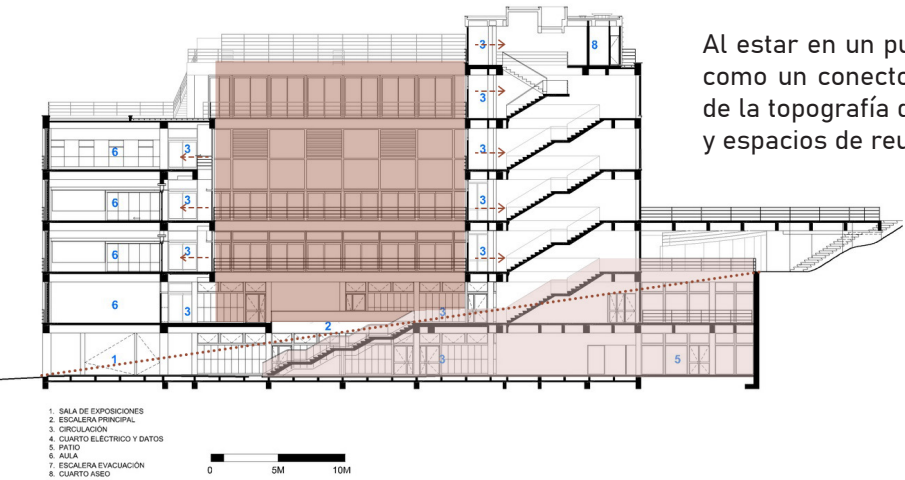 Al estar en un pu
como un conecto
de la topografía d
y espacios de reu
3
8
3
6
3
6
3
3
6
3
3
6
3
2
3
1
3
5
1. SALA DE EXPOSICIONES
2. ESCALERA PRINCIPAL
3. CIRCULACIÓN
4. CUARTO ELÉCTRICO Y DATOS
5. PATIO
6. AULA
7. ESCALERA EVACUACIÓN
8. CUARTO ASEO
0 5M 10M